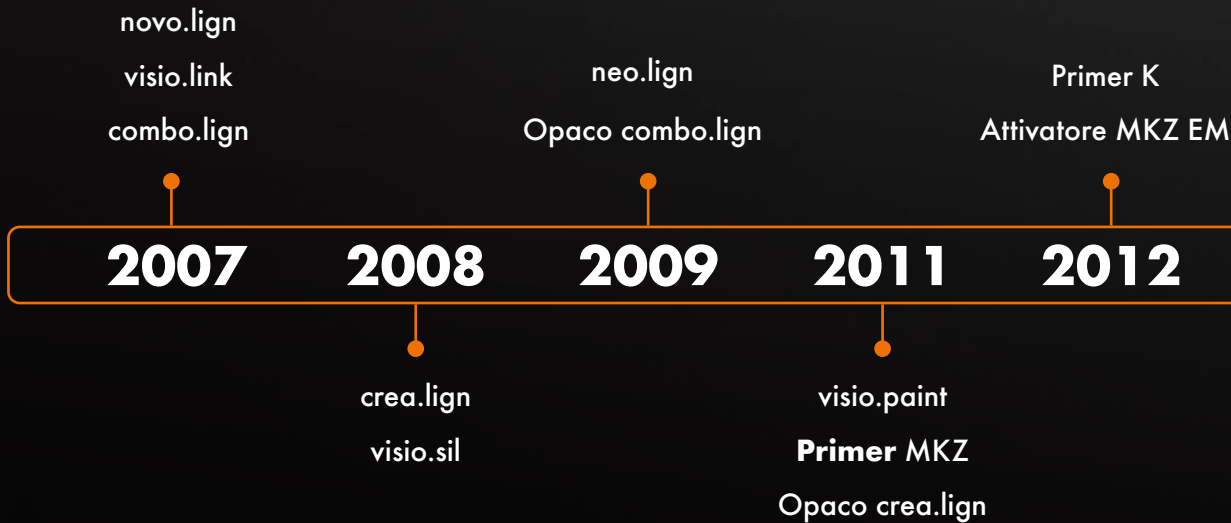 novo.lign
visio.link
combo.lign
neo.lign
Opaco combo.lign
Primer K
Attivatore MKZ EM
2007 2008 2009 2011 2012
crea.lign
visio.sil
visio.paint
Primer MKZ
Opaco crea.lign